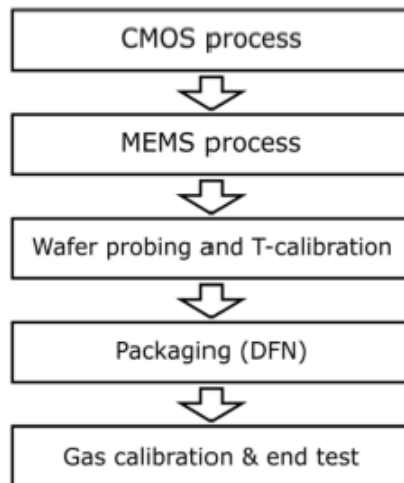 CMOS process
MEMS process
Wafer probing and T-calibration
Packaging (DFN)
Gas calibration & end test